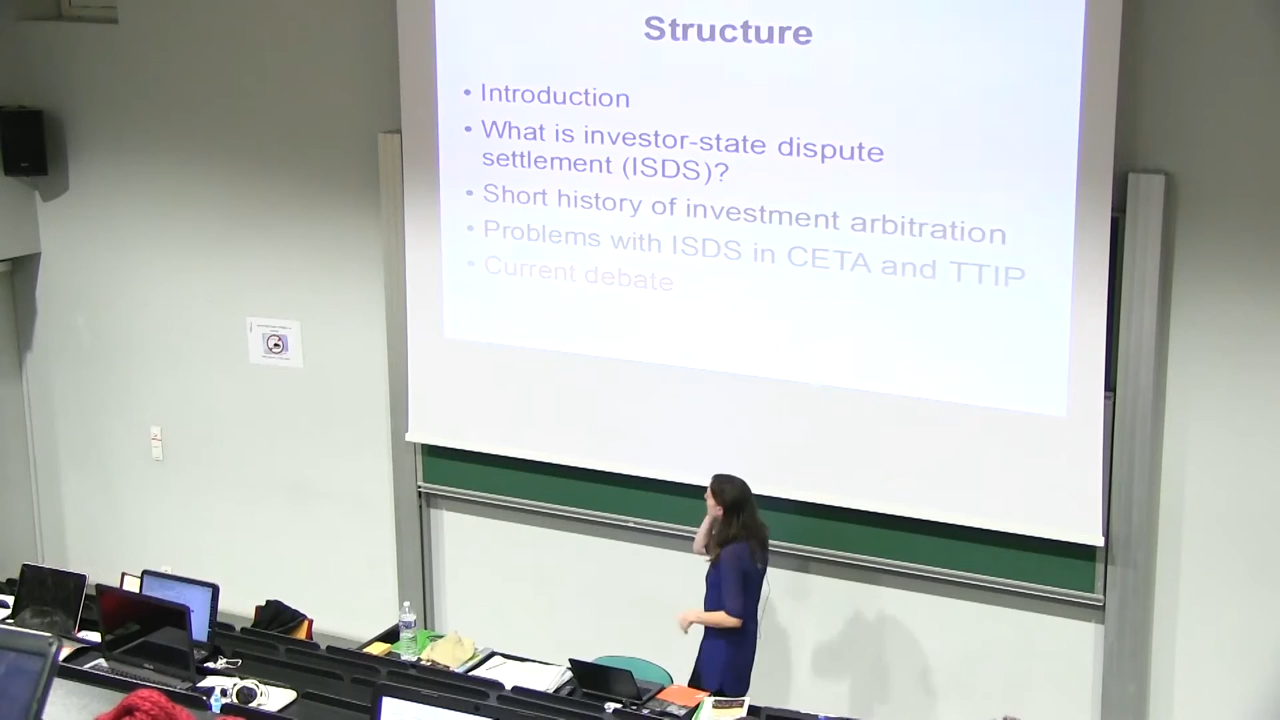 Structure
• Introduction
• What is investor-state dispute
settlement (ISDS)?
• Short history of investment arbitration
• Problems with ISDS in CETA and TTIP
• Current debate